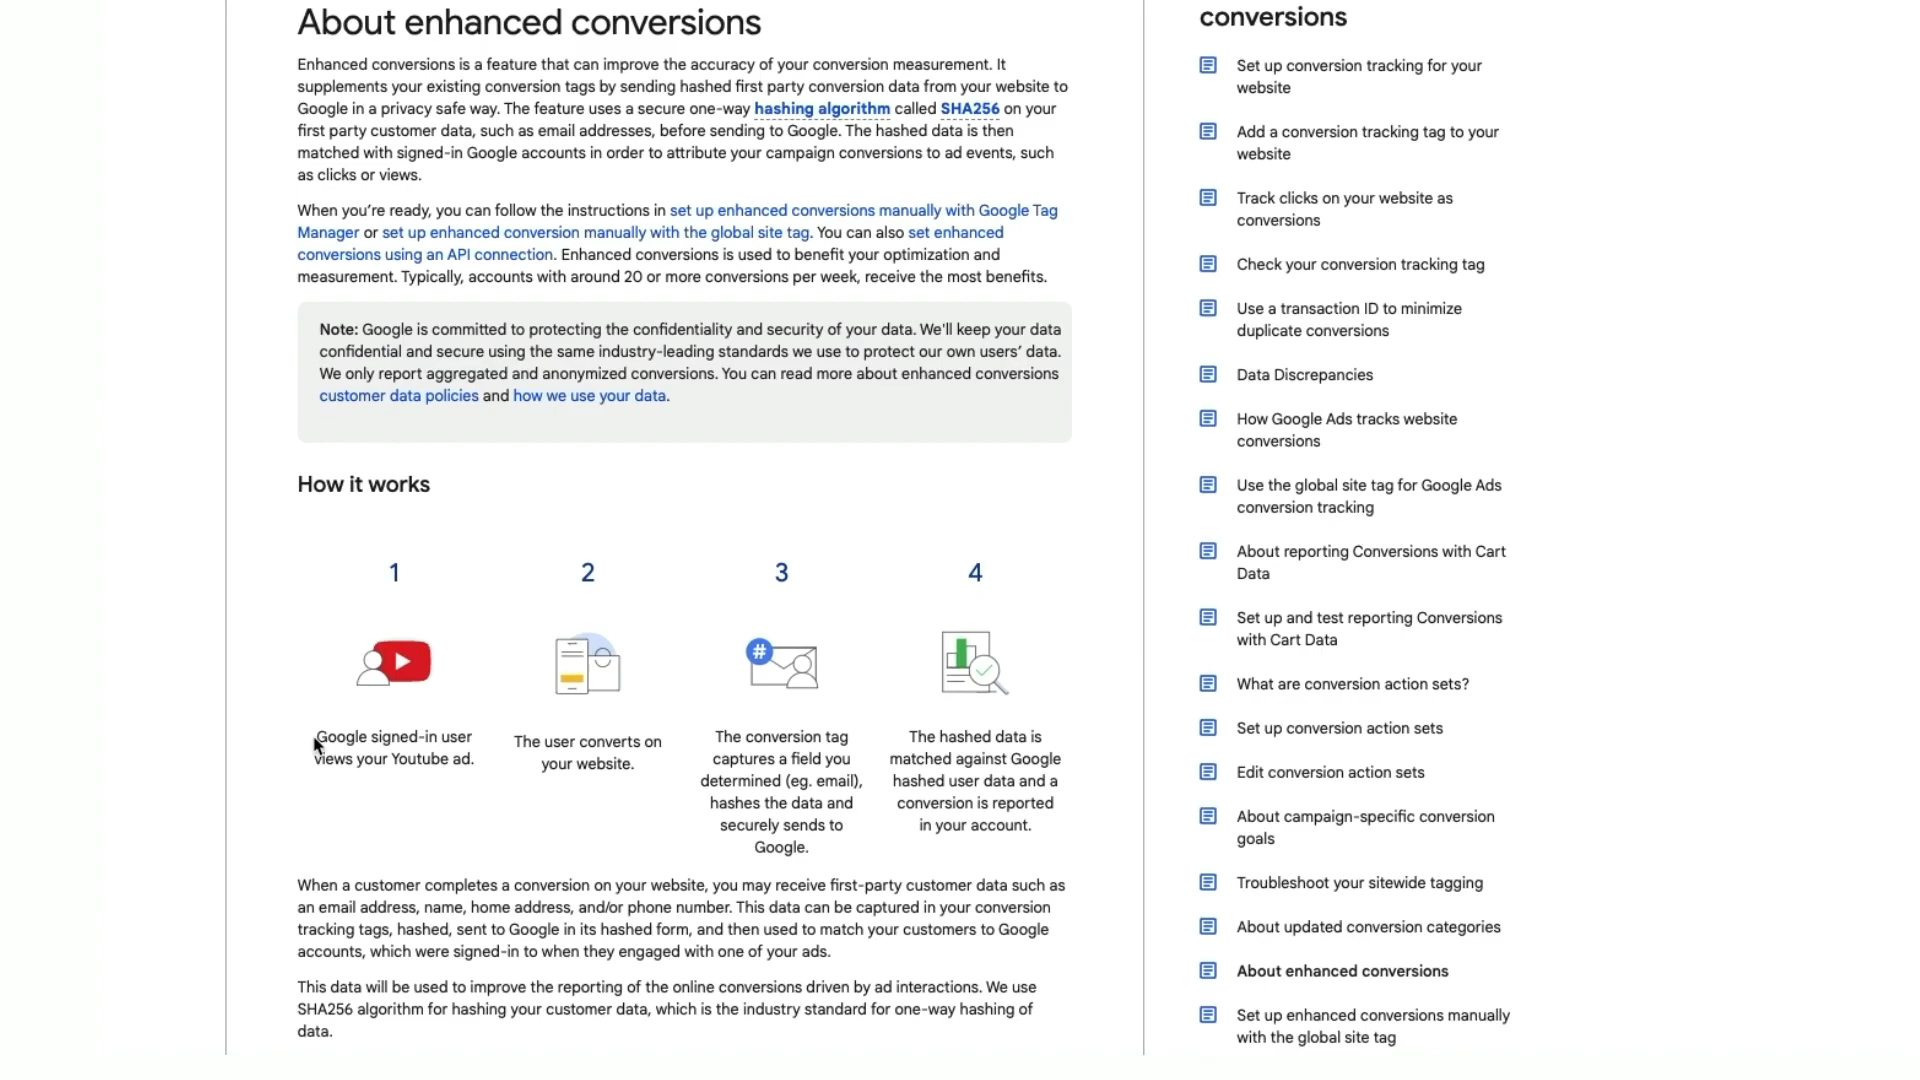 About enhanced conversions
Enhanced conversions is a feature that can improve the accuracy of your conversion measurement. It
supplements your existing conversion tags by sending hashed first party conversion data from your website to
Google in a privacy safe way. The feature uses a secure one-way hashing algorithm called SHA256 on your
first party customer data, such as email addresses, before sending to Google. The hashed data is then
matched with signed-in Google accounts in order to attribute your campaign conversions to ad events, such
as clicks or views.
When you’re ready, you can follow the instructions in set up enhanced conversions manually with Google Tag
Manager or set up enhanced conversion manually with the global site tag. You can also set enhanced
conversions using an API connection. Enhanced conversions is used to benefit your optimization and
measurement. Typically, accounts with around 20 or more conversions per week, receive the most benefits.
Note: Google is committed to protecting the confidentiality and security of your data. We'll keep your data
confidential and secure using the same industry-leading standards we use to protect our own users’ data.
We only report aggregated and anonymized conversions. You can read more about enhanced conversions
customer data policies and how we use your data.
How it works
1
Google signed-in user
views your Youtube ad.
2
The user converts on
your website.
3
#
The conversion tag
captures a field you
determined (eg. email),
hashes the data and
securely sends to
Google.
4
The hashed data is
matched against Google
hashed user data and a
conversion is reported
in your account.
When a customer completes a conversion on your website, you may receive first-party customer data such as
an email address, name, home address, and/or phone number. This data can be captured in your conversion
tracking tags, hashed, sent to Google in its hashed form, and then used to match your customers to Google
accounts, which were signed-in to when they engaged with one of your ads.
This data will be used to improve the reporting of the online conversions driven by ad interactions. We use
SHA256 algorithm for hashing your customer data, which is the industry standard for one-way hashing of
data.
conversions
Set up conversion tracking for your
website
Add a conversion tracking tag to your
website
Track clicks on your website as
conversions
Check your conversion tracking tag
Use a transaction ID to minimize
duplicate conversions
Data Discrepancies
How Google Ads tracks website
conversions
Use the global site tag for Google Ads
conversion tracking
About reporting Conversions with Cart
Data
Set up and test reporting Conversions
with Cart Data
What are conversion action sets?
Set up conversion action sets
Edit conversion action sets
About campaign-specific conversion
goals
Troubleshoot your sitewide tagging
About updated conversion categories
About enhanced conversions
Set up enhanced conversions manually
with the global site tag